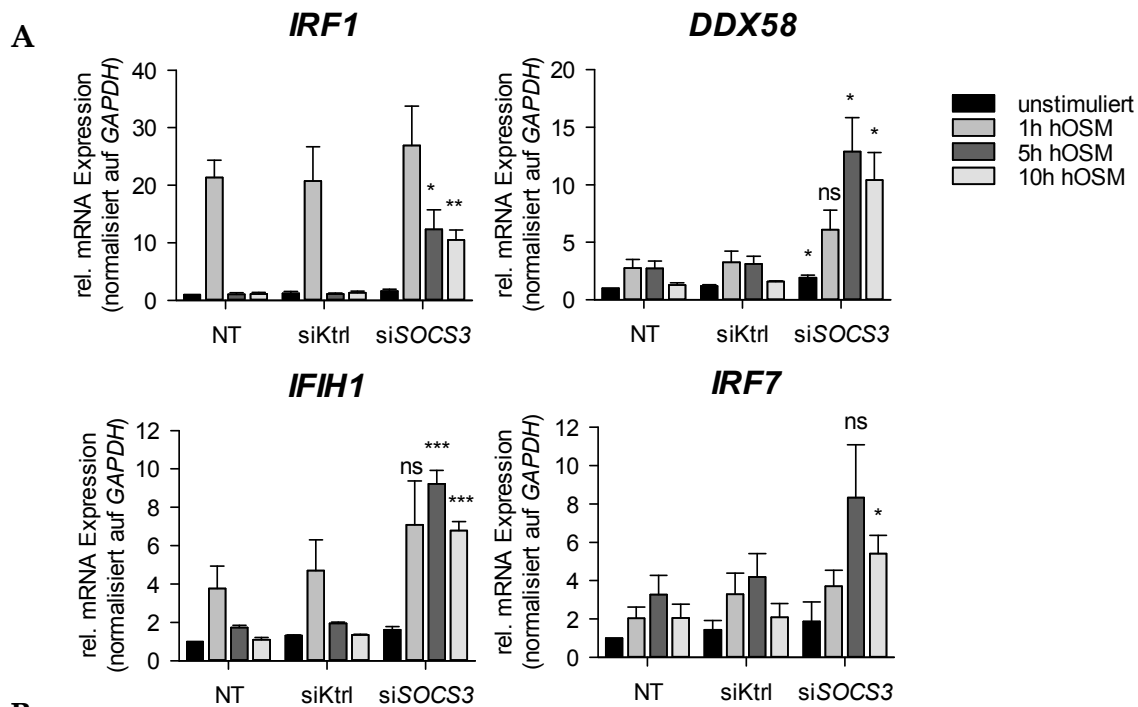 A
IRF1
rel. mRNA Expression
(normalisiert auf GAPDH)
40
30
20
10
0
*
**
NT
siKtrl
siSOCS3
DDX58
rel. mRNA Expression
(normalisiert auf GAPDH)
20
15
10
5
0
*
ns
*
*
NT
siKtrl
siSOCS3
unstimuliert
1h hOSM
5h hOSM
10h hOSM
IFIH1
rel. mRNA Expression
(normalisiert auf GAPDH)
12
10
8
6
4
2
0
ns
***
***
NT
siKtrl
siSOCS3
IRF7
rel. mRNA Expression
(normalisiert auf GAPDH)
12
10
8
6
4
2
0
ns
*
NT
siKtrl
siSOCS3